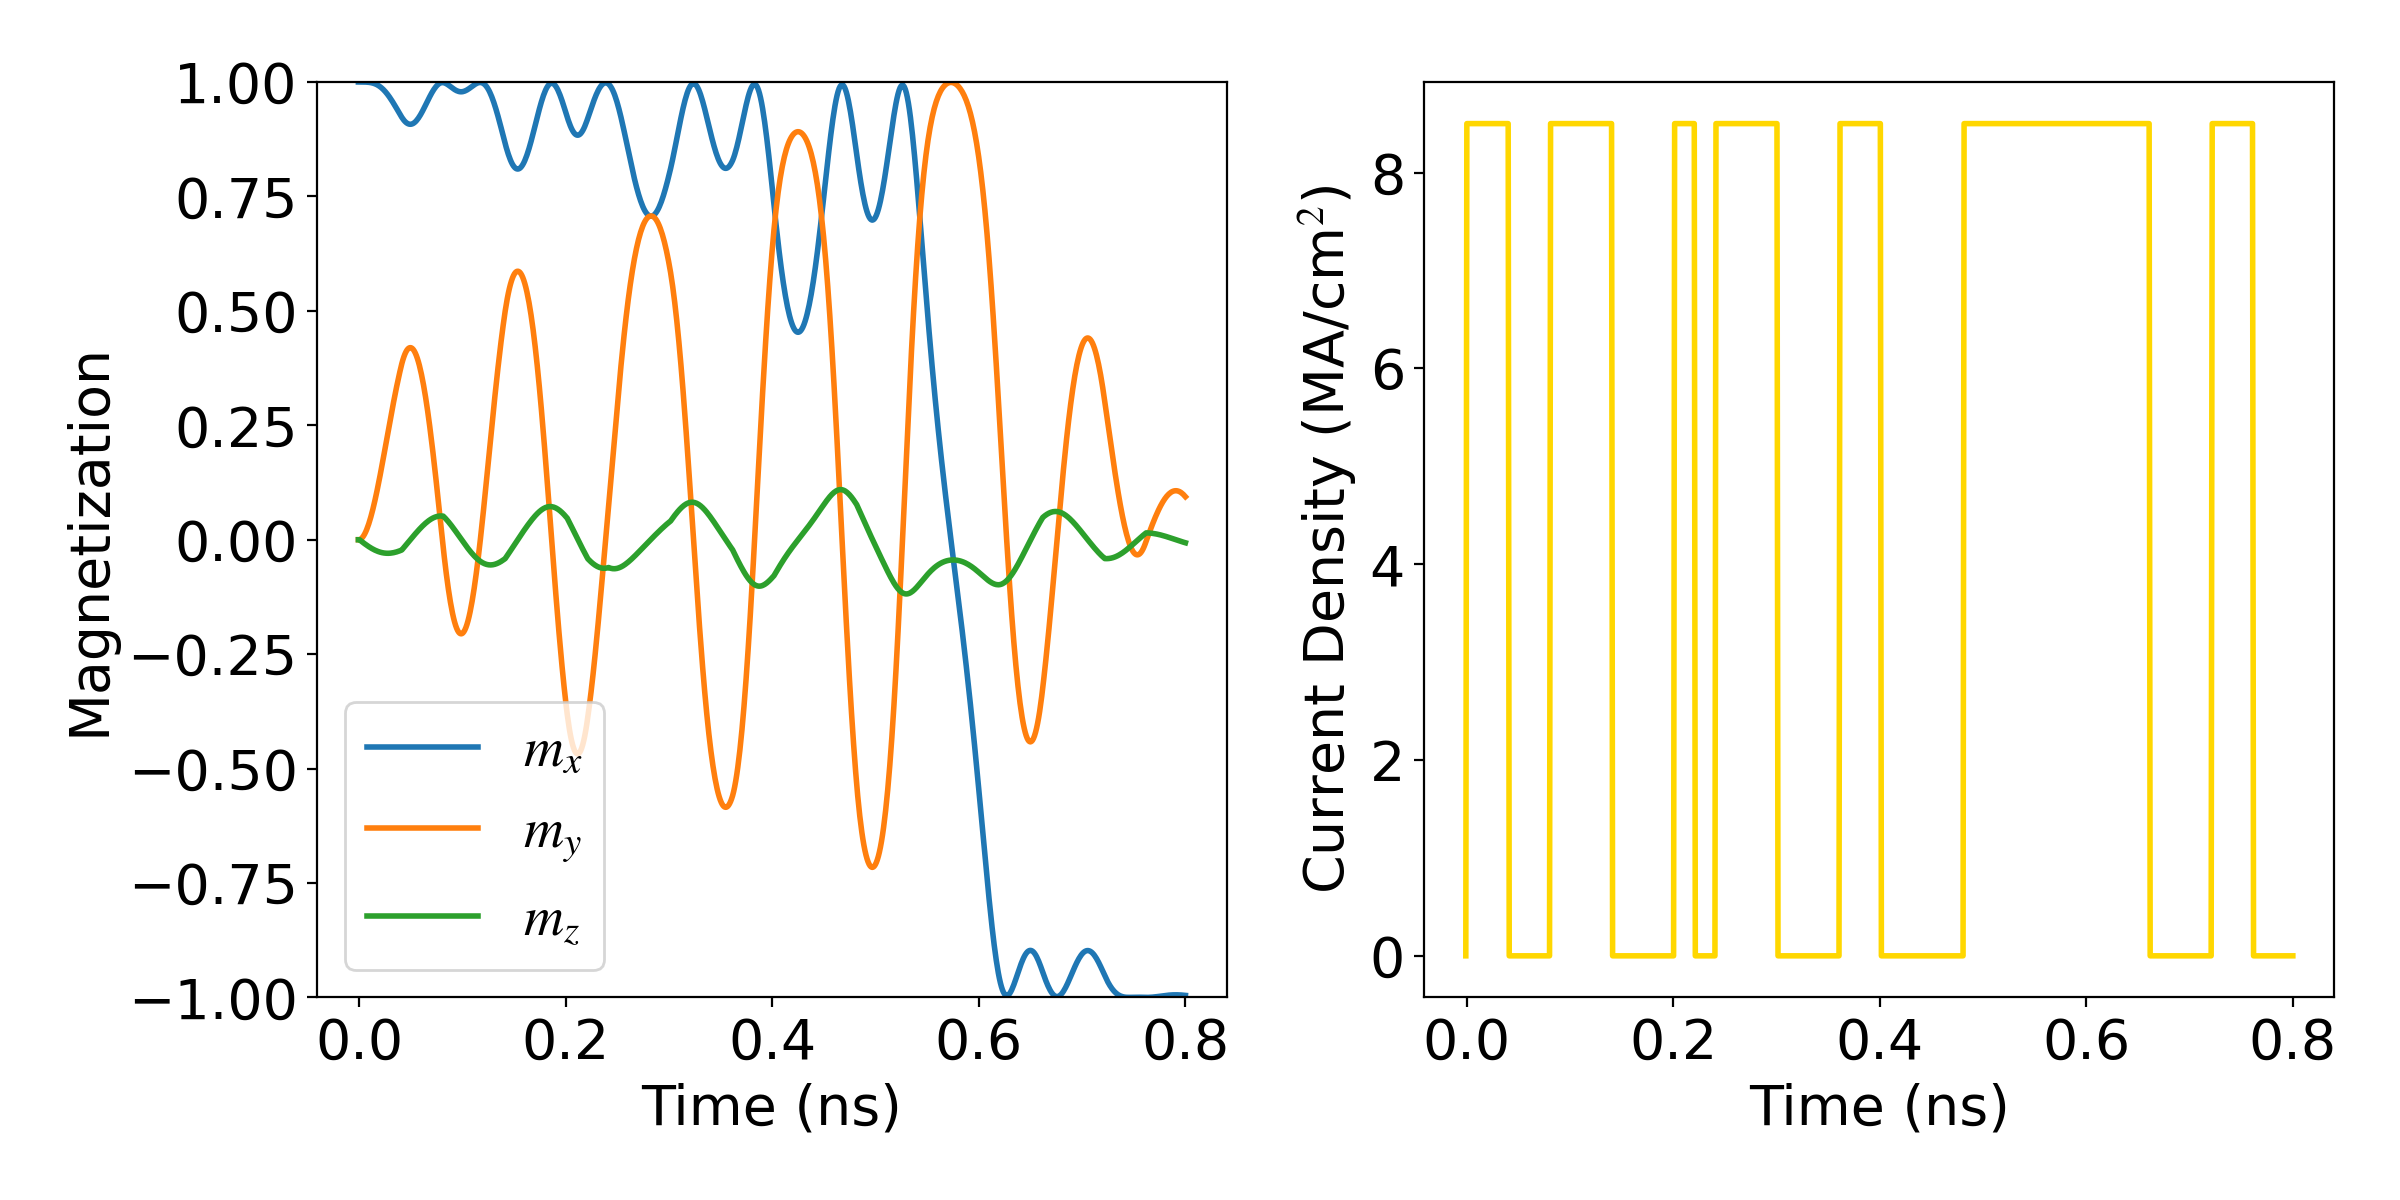 Magnetization
1.00
0.75
0.50
0.25
0.00
−0.25
−0.50
−0.75
−1.00
m_x
m_y
m_z
0.0 0.2 0.4 0.6 0.8
Time (ns)
Current Density (MA/cm²)
8
6
4
2
0
0.0 0.2 0.4 0.6 0.8
Time (ns)